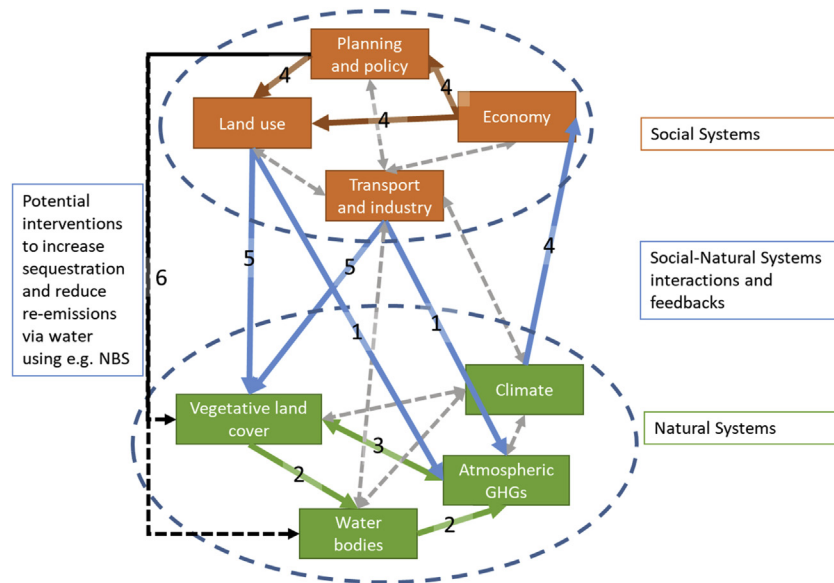 Planning
and policy
4
4
Land use
4
Economy
Social Systems
Transport
and industry
Potential
interventions
to increase
sequestration
and reduce
re-emissions
via water
using e.g. NBS
4
Social-Natural Systems
interactions and
feedbacks
5
5
6
1
1
Climate
Vegetative land
cover
Natural Systems
3
2
Atmospheric
GHGs
2
Water
bodies